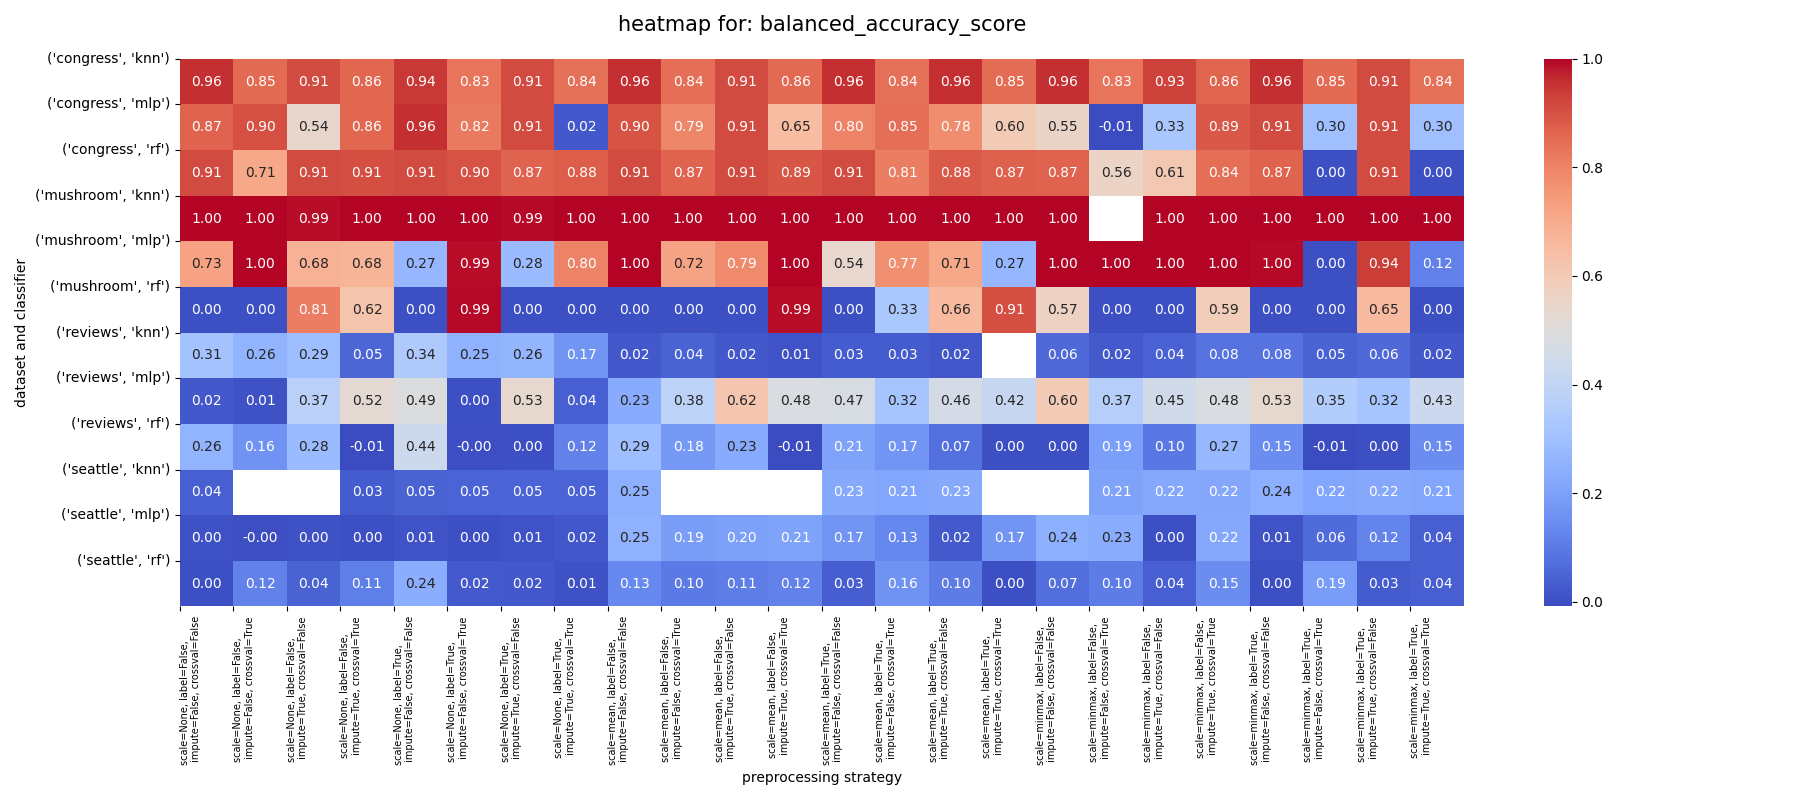 heatmap for: balanced_accuracy_score
dataset and classifier
('congress', 'knn')
0.96 0.85 0.91 0.86 0.94 0.83 0.91 0.84 0.96 0.84 0.91 0.86 0.96 0.84 0.96 0.85 0.96 0.83 0.93 0.86 0.96 0.85 0.91 0.84
('congress', 'mlp')
0.87 0.90 0.54 0.86 0.96 0.82 0.91 0.02 0.90 0.79 0.91 0.65 0.80 0.85 0.78 0.60 0.55 -0.01 0.33 0.89 0.91 0.30 0.91 0.30
('congress', 'rf')
0.91 0.71 0.91 0.91 0.91 0.90 0.87 0.88 0.91 0.87 0.91 0.89 0.91 0.81 0.88 0.87 0.87 0.56 0.61 0.84 0.87 0.00 0.91 0.00
('mushroom', 'knn')
1.00 1.00 0.99 1.00 1.00 1.00 0.99 1.00 1.00 1.00 1.00 1.00 1.00 1.00 1.00 1.00 1.00 1.00 1.00 1.00 1.00 1.00 1.00
('mushroom', 'mlp')
0.73 1.00 0.68 0.68 0.27 0.99 0.28 0.80 1.00 0.72 0.79 1.00 0.54 0.77 0.71 0.27 1.00 1.00 1.00 1.00 1.00 0.00 0.94 0.12
('mushroom', 'rf')
0.00 0.00 0.81 0.62 0.00 0.99 0.00 0.00 0.00 0.00 0.00 0.99 0.00 0.33 0.66 0.91 0.57 0.00 0.00 0.59 0.00 0.00 0.65 0.00
('reviews', 'knn')
0.31 0.26 0.29 0.05 0.34 0.25 0.26 0.17 0.02 0.04 0.02 0.01 0.03 0.03 0.02 0.06 0.02 0.04 0.08 0.08 0.05 0.06 0.02
('reviews', 'mlp')
0.02 0.01 0.37 0.52 0.49 0.00 0.53 0.04 0.23 0.38 0.62 0.48 0.47 0.32 0.46 0.42 0.60 0.37 0.45 0.48 0.53 0.35 0.32 0.43
('reviews', 'rf')
0.26 0.16 0.28 -0.01 0.44 -0.00 0.00 0.12 0.29 0.18 0.23 -0.01 0.21 0.17 0.07 0.00 0.00 0.19 0.10 0.27 0.15 -0.01 0.00 0.15
('seattle', 'knn')
0.04 0.03 0.05 0.05 0.05 0.05 0.25 0.23 0.21 0.23 0.21 0.22 0.22 0.24 0.22 0.22 0.21
('seattle', 'mlp')
0.00 -0.00 0.00 0.00 0.01 0.00 0.01 0.02 0.25 0.19 0.20 0.21 0.17 0.13 0.02 0.17 0.24 0.23 0.00 0.22 0.01 0.06 0.12 0.04
('seattle', 'rf')
0.00 0.12 0.04 0.11 0.24 0.02 0.02 0.01 0.13 0.10 0.11 0.12 0.03 0.16 0.10 0.00 0.07 0.10 0.04 0.15 0.00 0.19 0.03 0.04
scale=None, label=False,
impute=False, crossval=False
scale=None, label=False,
impute=False, crossval=True
scale=None, label=False,
impute=True, crossval=False
scale=None, label=False,
impute=True, crossval=True
scale=None, label=True,
impute=False, crossval=False
scale=None, label=True,
impute=False, crossval=True
scale=None, label=True,
impute=True, crossval=False
scale=None, label=True,
impute=True, crossval=True
scale=mean, label=False,
impute=False, crossval=False
scale=mean, label=False,
impute=False, crossval=True
scale=mean, label=False,
impute=True, crossval=False
scale=mean, label=False,
impute=True, crossval=True
scale=mean, label=True,
impute=False, crossval=False
scale=mean, label=True,
impute=False, crossval=True
scale=mean, label=True,
impute=True, crossval=False
scale=mean, label=True,
impute=True, crossval=True
scale=minmax, label=False,
impute=False, crossval=False
scale=minmax, label=False,
impute=False, crossval=True
scale=minmax, label=False,
impute=True, crossval=False
scale=minmax, label=False,
impute=True, crossval=True
scale=minmax, label=True,
impute=False, crossval=False
scale=minmax, label=True,
impute=False, crossval=True
scale=minmax, label=True,
impute=True, crossval=False
scale=minmax, label=True,
impute=True, crossval=True
preprocessing strategy
1.0
0.8
0.6
0.4
0.2
0.0